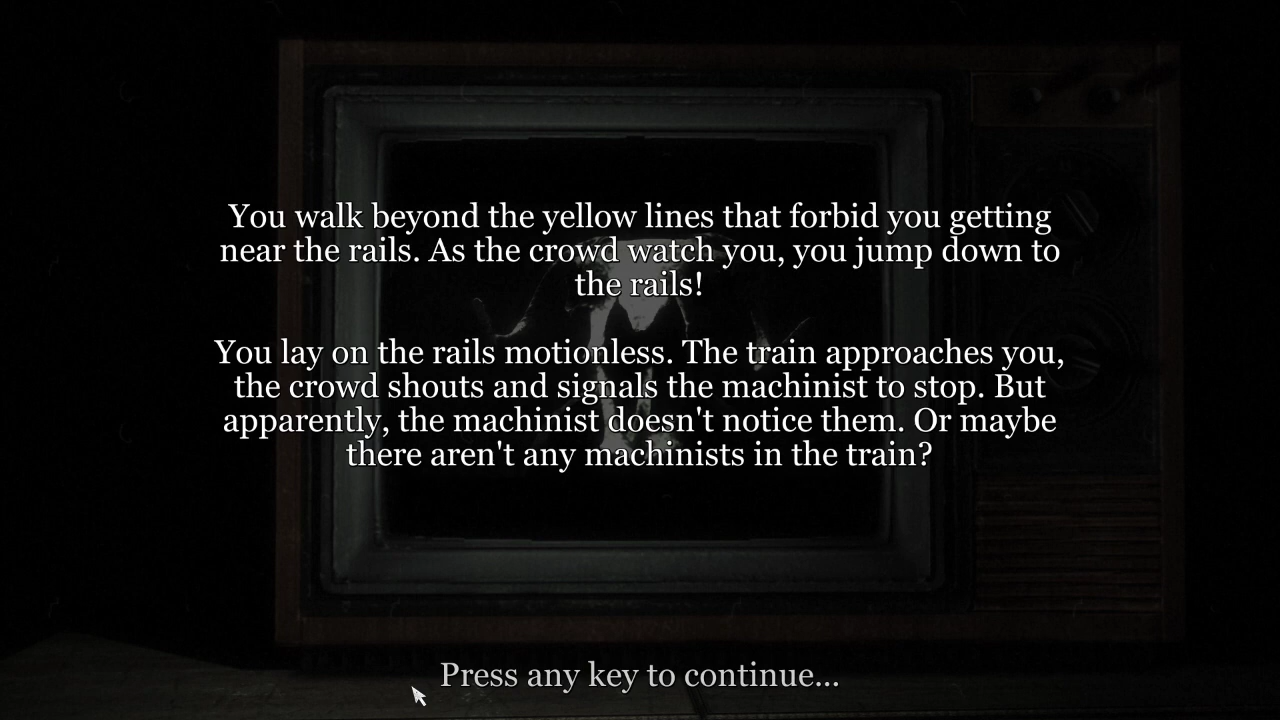 You walk beyond the yellow lines that forbid you getting
near the rails. As the crowd watch you, you jump down to
the rails!
You lay on the rails motionless. The train approaches you,
the crowd shouts and signals the machinist to stop. But
apparently, the machinist doesn't notice them. Or maybe
there aren't any machinists in the train?
Press any key to continue...